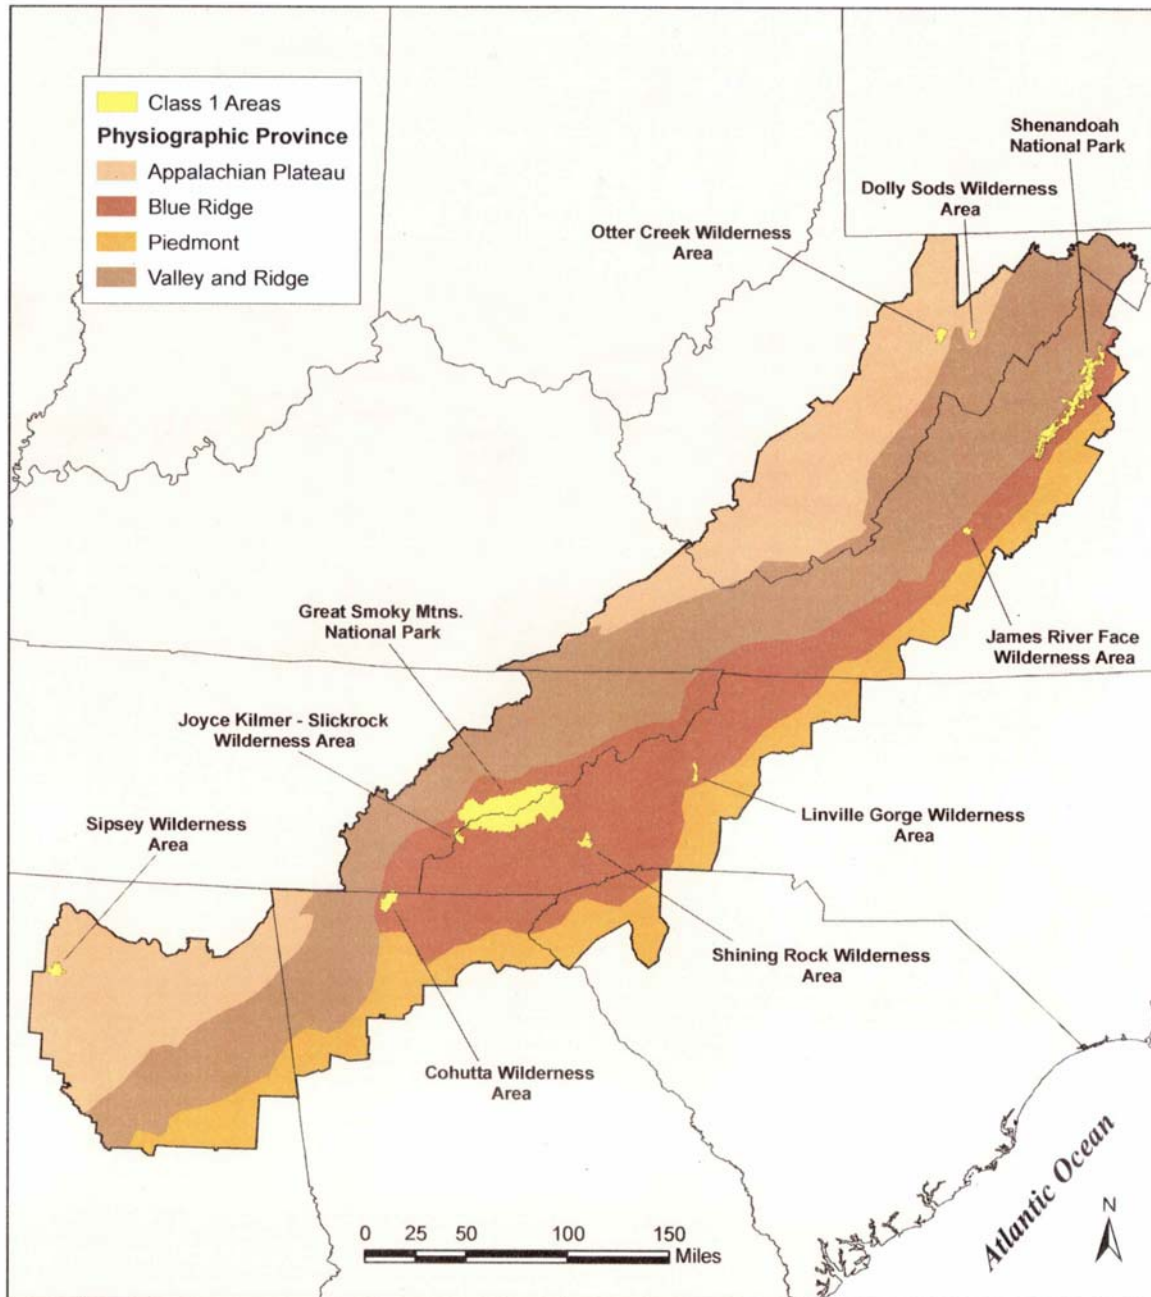 Class 1 Areas
Physiographic Province
Appalachian Plateau
Blue Ridge
Piedmont
Valley and Ridge
Shenandoah
National Park
Dolly Sods Wilderness
Area
Otter Creek Wilderness
Area
Great Smoky Mtns.
National Park
James River Face
Wilderness Area
Joyce Kilmer - Slickrock
Wilderness Area
Sipsey Wilderness
Area
Linville Gorge Wilderness
Area
Shining Rock Wilderness
Area
Cohutta Wilderness
Area
Atlantic Ocean
N
0 25 50 100 150
Miles